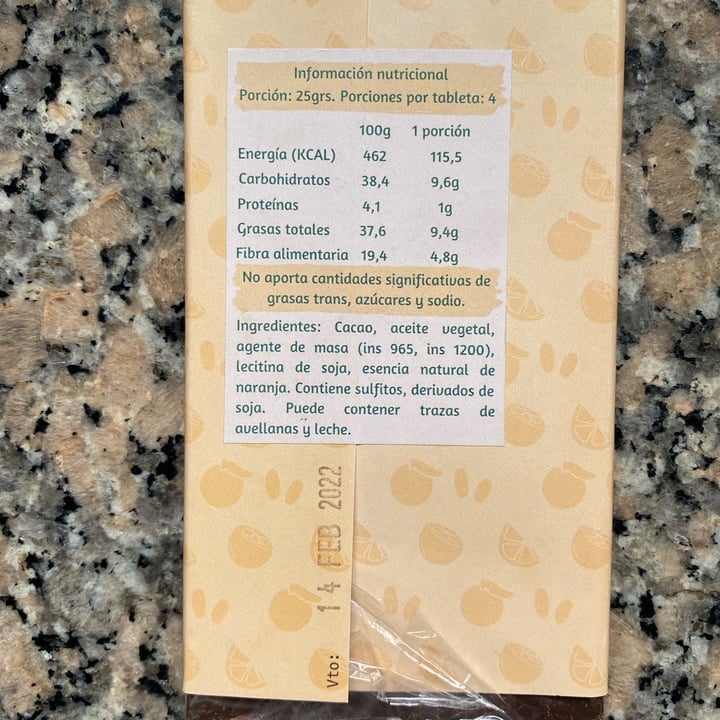 Información nutricional
Porción: 25grs. Porciones por tableta: 4
100g 1 porción
Energía (KCAL) 462 115,5
Carbohidratos 38,4 9,6g
Proteínas 4,1 1g
Grasas totales 37,6 9,4g
Fibra alimentaria 19,4 4,8g
No aporta cantidades significativas de
grasas trans, azúcares y sodio.
Ingredientes: Cacao, aceite vegetal,
agente de masa (ins 965, ins 1200),
lecitina de soja, esencia natural de
naranja. Contiene sulfitos, derivados de
soja. Puede contener trazas de
avellanas y leche.
Vto: 14 FEB 2022